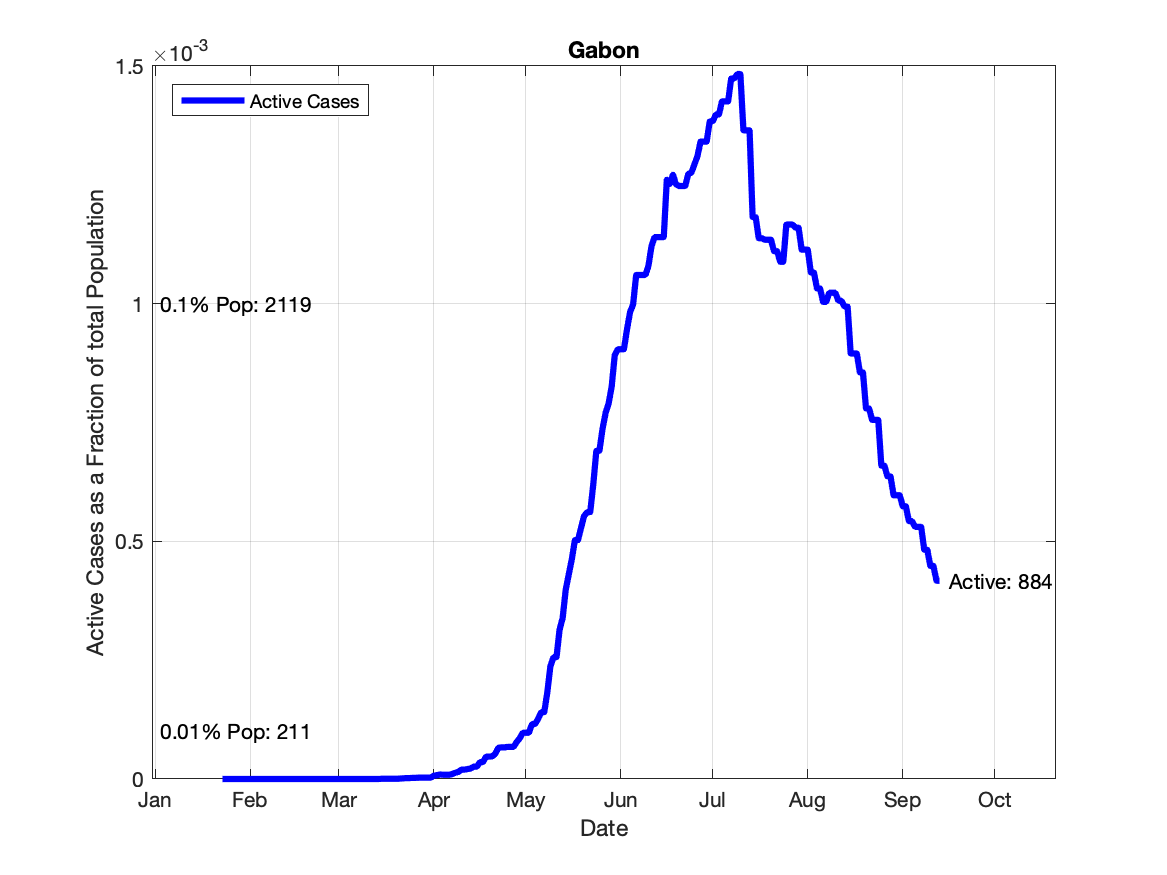 Gabon
×10-3
1.5
Active Cases
1
0.1% Pop: 2119
0.5
Active: 884
0.01% Pop: 211
0
Jan Feb Mar Apr May Jun Jul Aug Sep Oct
Date
Active Cases as a Fraction of total Population